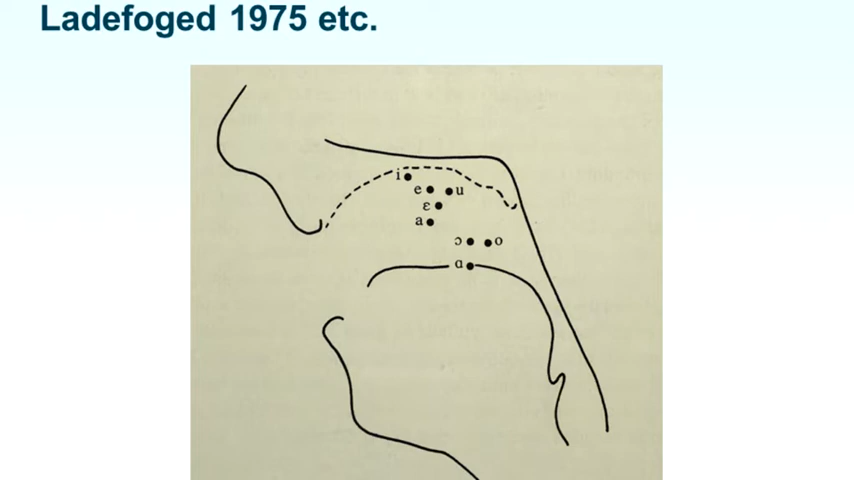 Ladefoged 1975 etc.
i
e u
ε
a
ɔ o
ɑ